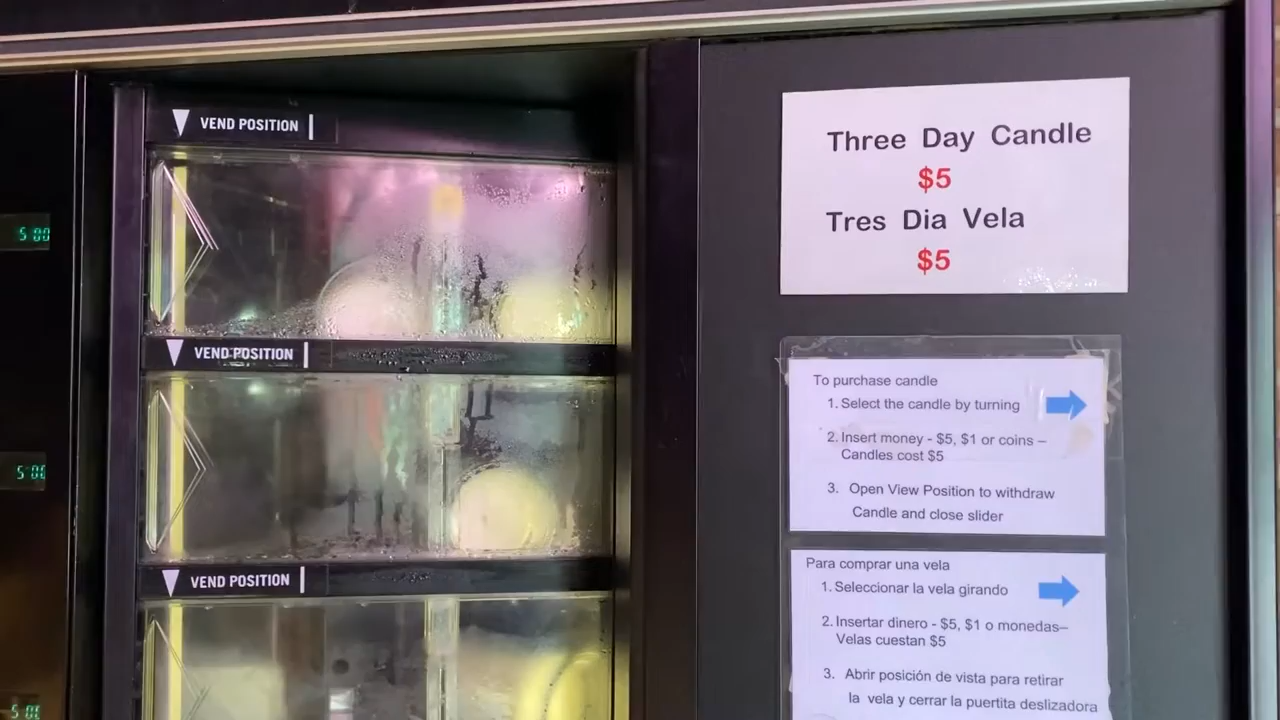 VEND POSITION
VEND POSITION
VEND POSITION
5 00
5 00
Three Day Candle
$5
Tres Dia Vela
$5
To purchase candle
1. Select the candle by turning
2. Insert money - $5, $1 or coins –
Candles cost $5
3. Open View Position to withdraw
Candle and close slider
Para comprar una vela
1. Seleccionar la vela girando
2. Insertar dinero - $5, $1 o monedas–
Velas cuestan $5
3. Abrir posición de vista para retirar
la vela y cerrar la puertita deslizadora